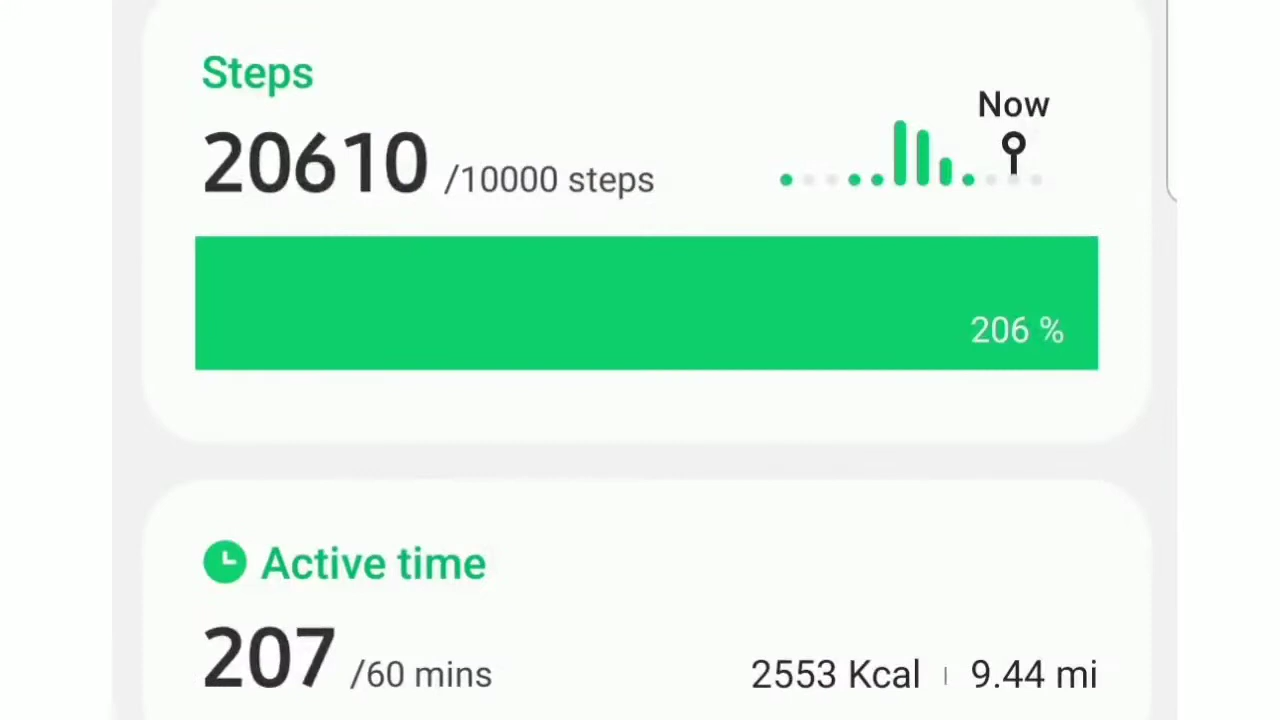 Steps
Now
20610 /10000 steps
206 %
Active time
207 /60 mins 2553 Kcal | 9.44 mi